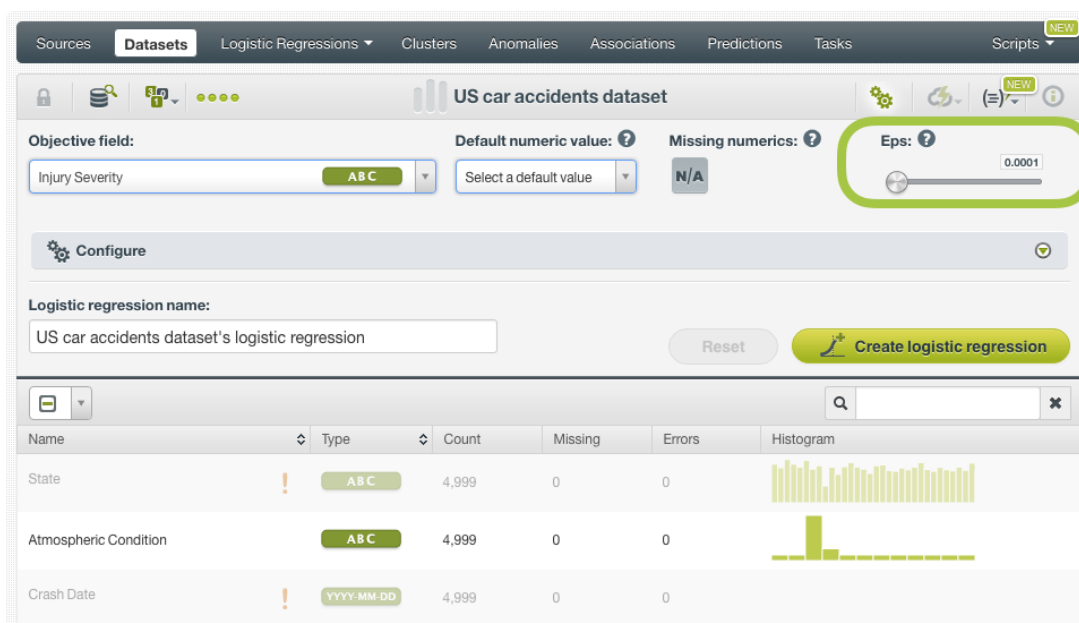 NEW
Sources Datasets Logistic Regressions Clusters Anomalies Associations Predictions Tasks Scripts
US car accidents dataset NEW
Objective field: Default numeric value: ? Missing numerics: ? Eps: ?
0.0001
Injury Severity ABC Select a default value N/A
Configure
Logistic regression name:
US car accidents dataset's logistic regression
Reset Create logistic regression
Name Type Count Missing Errors Histogram
State ! ABC 4,999 0 0
Atmospheric Condition ABC 4,999 0 0
Crash Date ! YYYY-MM-DD 4,999 0 0